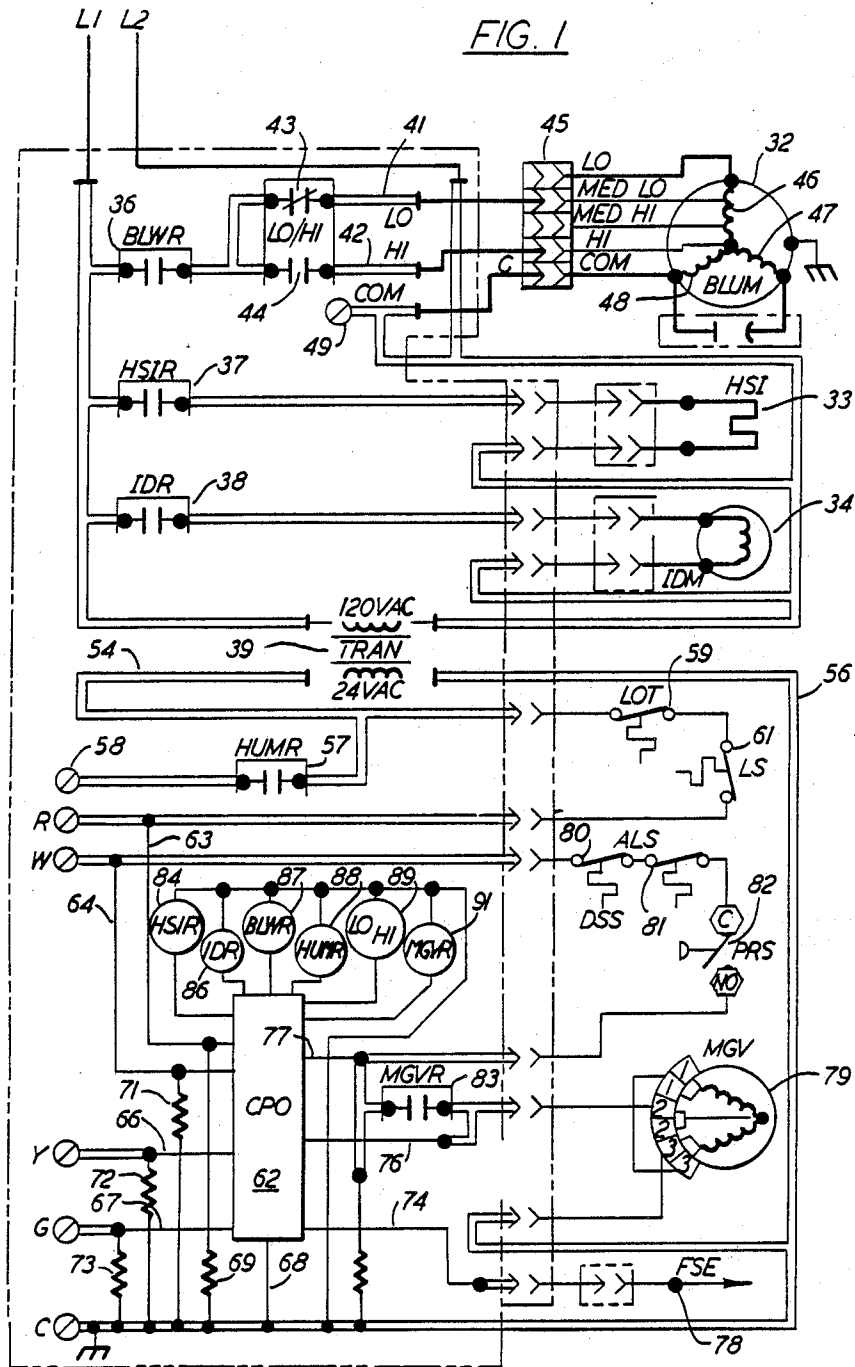 L1 L2
FIG. 1
43 41 45 32
LO
MED LO 46
36 LO MED HI
BLWR LO/HI 42 HI HI 47
C COM
44 COM 48 BLUM
49
HSIR 37 HSI
33
IDR 38
34
IDM
120VAC
54 39 TRAN
24VAC 56
LOT 59
58 HUMR 57 61
LS
R
63 80 ALS
W
84 87 88 89 82
64 HSIR BLWR LO HI 91 DSS 81 C
IDR HUMR MGVR PRS
86 NO
77
MGV
71 MGVR 83 79
CPO 1 1
66 2
Y 76 2
72 62 3 3
67 74
G
73 69 68 FSE
C 78